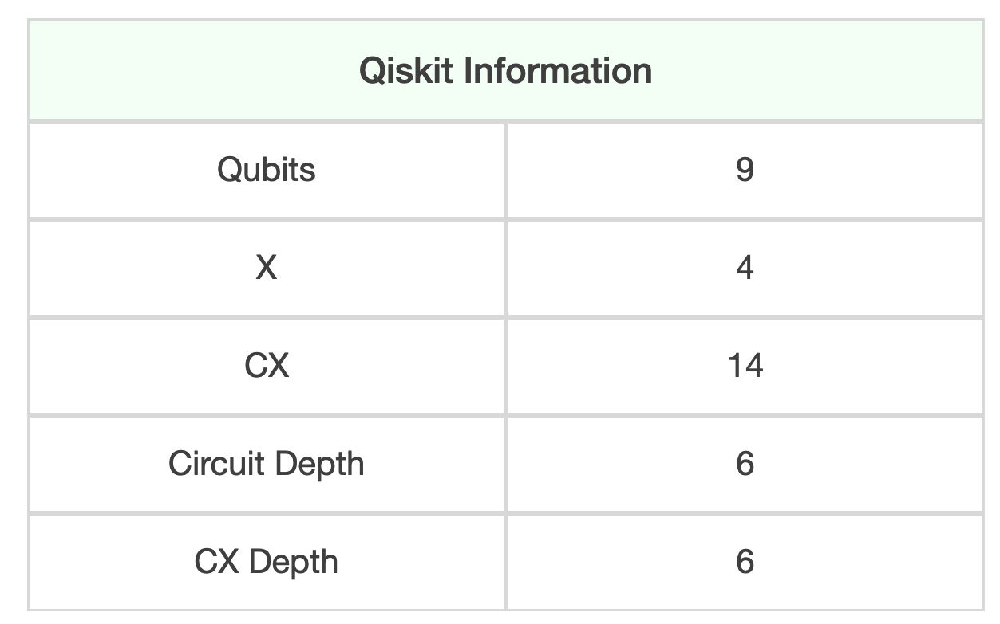 Qiskit Information
Qubits 9
X 4
CX 14
Circuit Depth 6
CX Depth 6